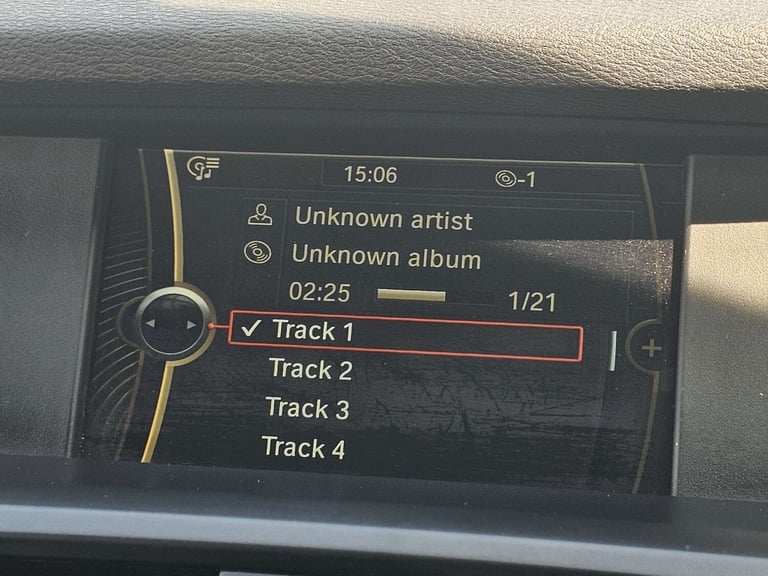 15:06
-1
Unknown artist
Unknown album
02:25 1/21
✓ Track 1
+
Track 2
Track 3
Track 4